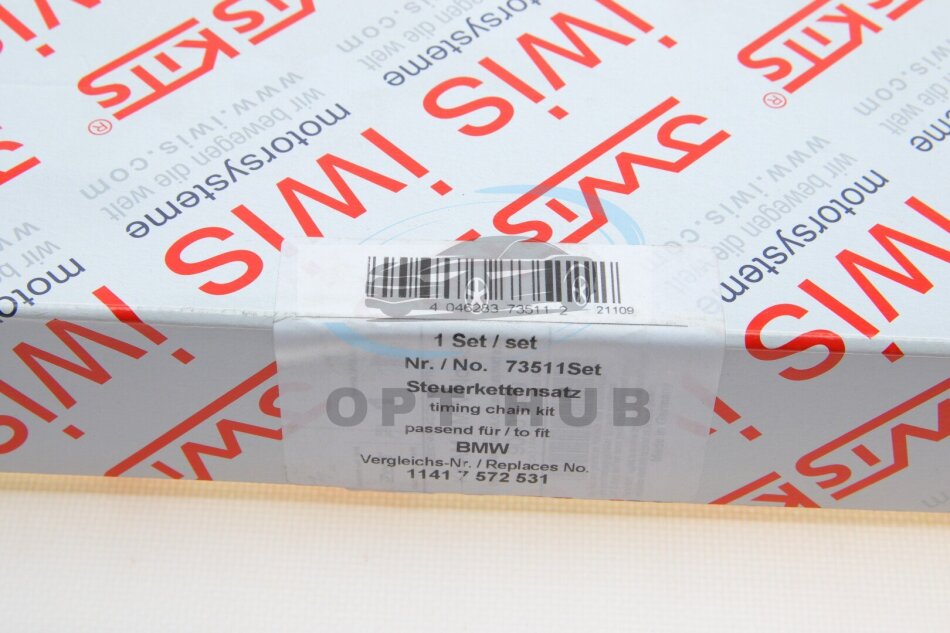 JWIS KITS ®
iwis
motorsysteme
wir bewegen die welt
www.iwis.com
4 046233 73511 2 21109
1 Set / set
Nr. / No. 73511Set
Steuerkettensatz
timing chain kit
passend für / to fit
BMW
Vergleichs-Nr. / Replaces No.
1141 7 572 531
OPT HUB